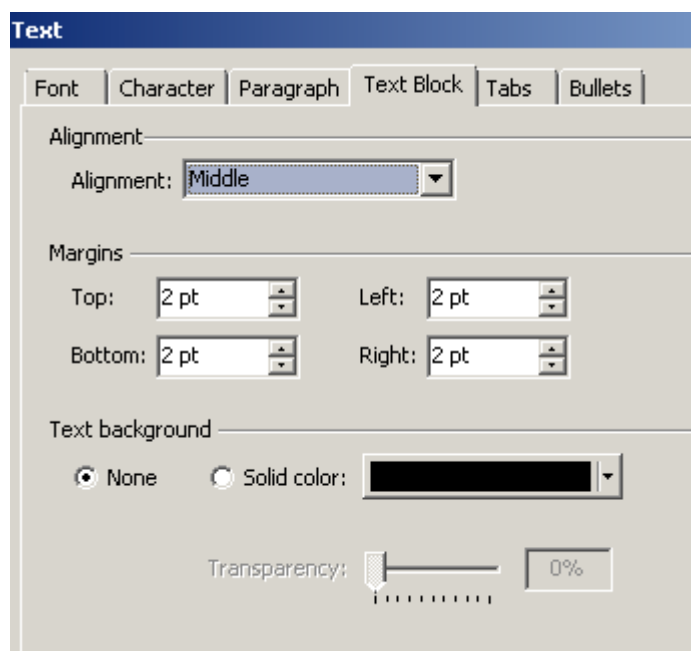 Text
Font Character Paragraph Text Block Tabs Bullets
Alignment
Alignment: Middle
Margins
Top: 2 pt Left: 2 pt
Bottom: 2 pt Right: 2 pt
Text background
None Solid color:
Transparency: 0%